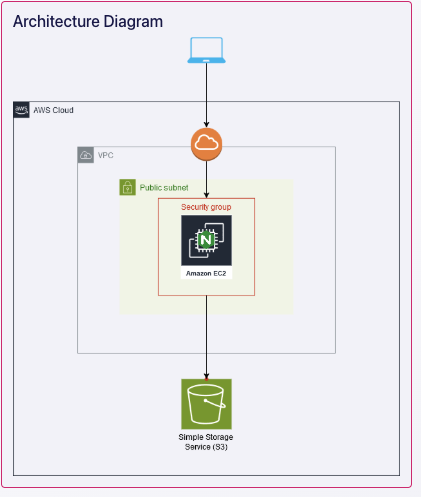 Architecture Diagram
aws
AWS Cloud
VPC
Public subnet
Security group
N
Amazon EC2
Simple Storage
Service (S3)